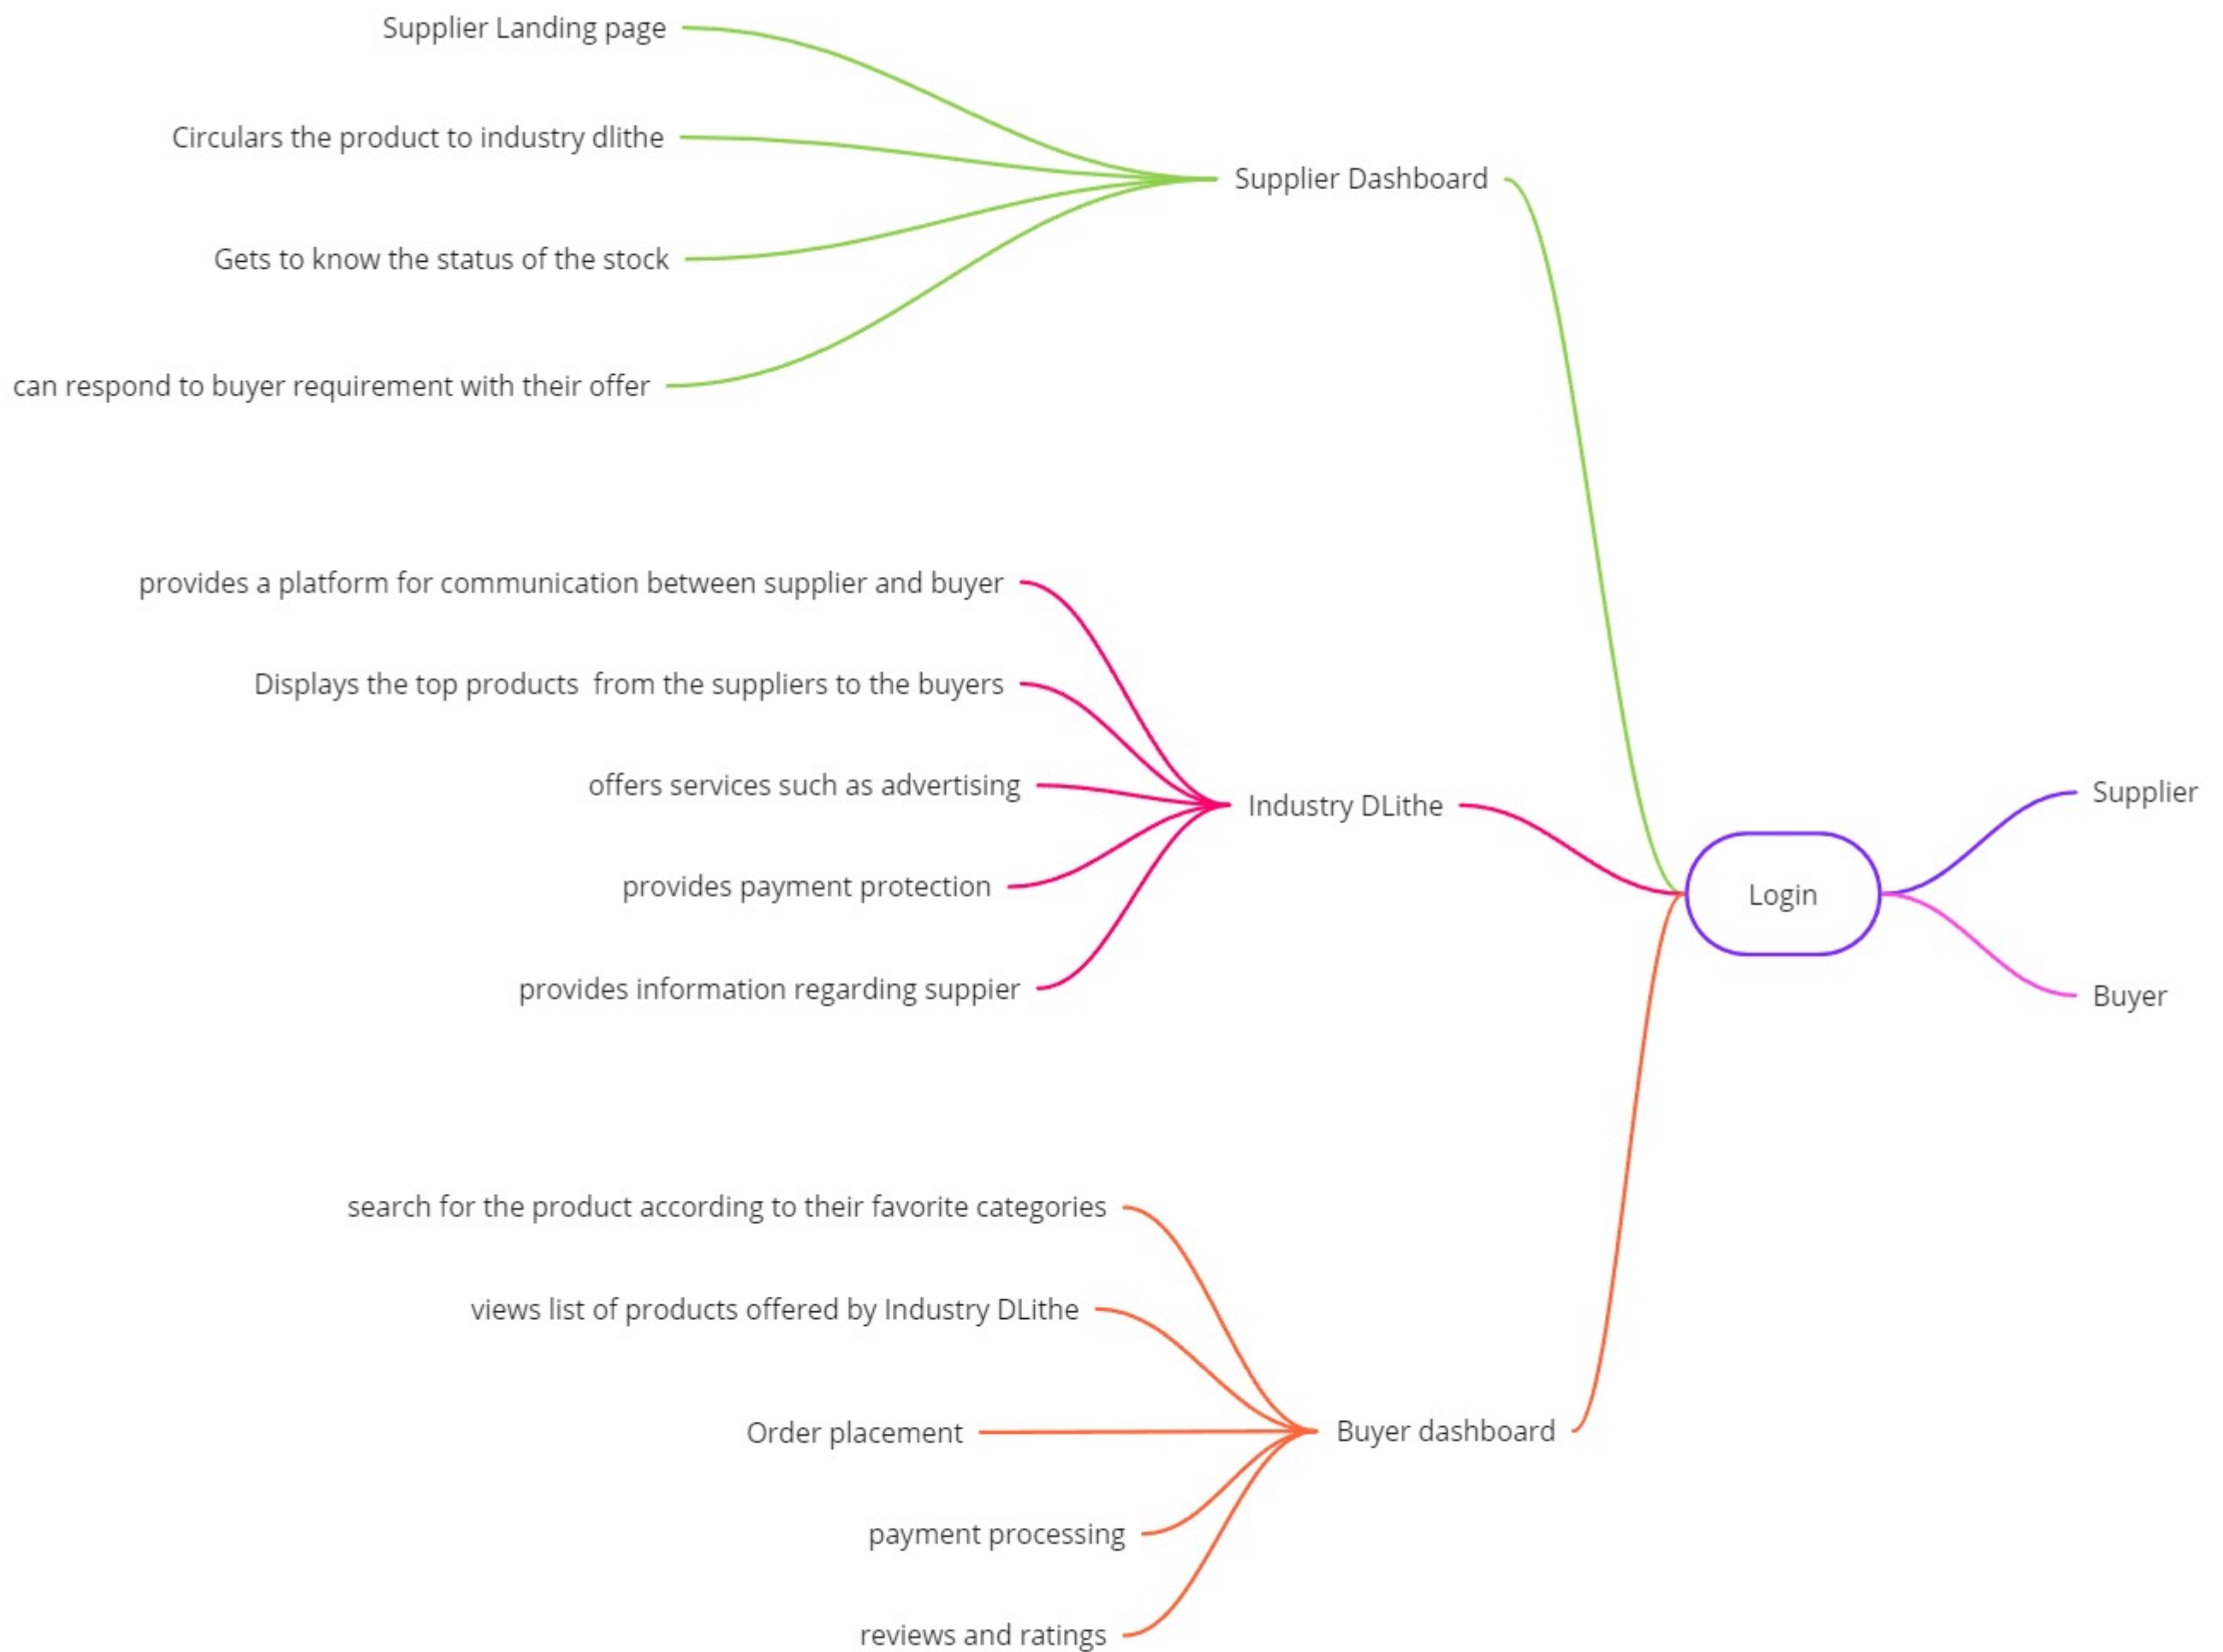 Supplier Landing page
Circulars the product to industry dlithe
Gets to know the status of the stock
can respond to buyer requirement with their offer
Supplier Dashboard
provides a platform for communication between supplier and buyer
Displays the top products  from the suppliers to the buyers
offers services such as advertising
provides payment protection
provides information regarding suppier
Industry DLithe
search for the product according to their favorite categories
views list of products offered by Industry DLithe
Order placement
payment processing
reviews and ratings
Buyer dashboard
Login
Supplier
Buyer